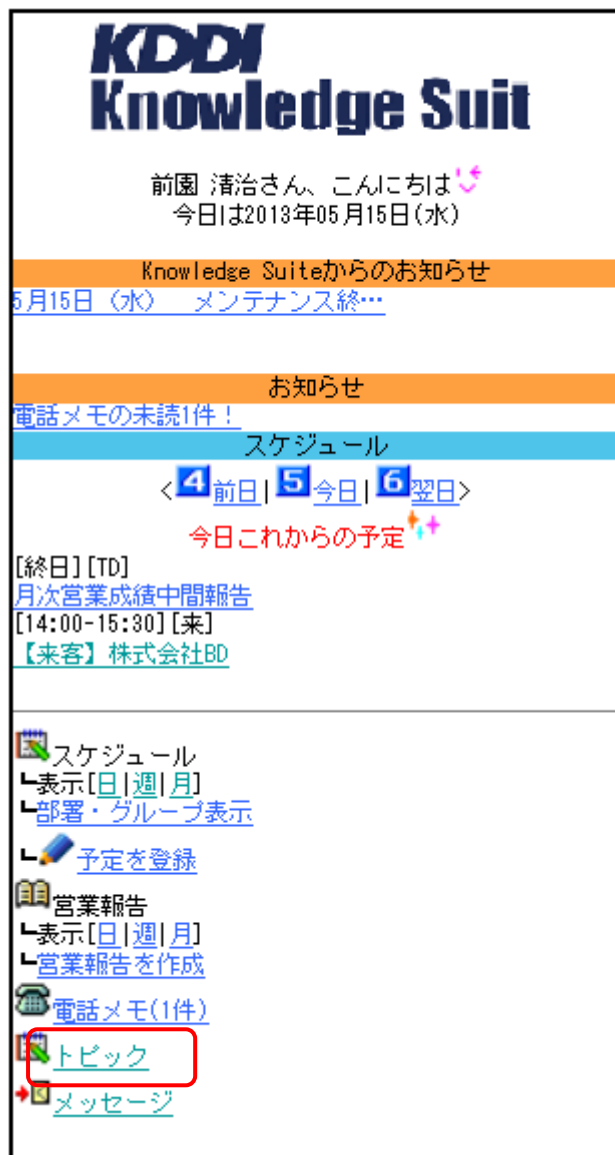 KDDI
Knowledge Suit
前園 清治さん、こんにちは
今日は2013年05月15日(水)
Knowledge Suiteからのお知らせ
5月15日（水）　メンテナンス終…
お知らせ
電話メモの未読1件！
スケジュール
<4前日|5今日|6翌日>
今日これからの予定
[終日][TD]
月次営業成績中間報告
[14:00-15:30][来]
【来客】株式会社BD
スケジュール
┗表示[日|週|月]
┗部署・グループ表示
┗予定を登録
営業報告
┗表示[日|週|月]
┗営業報告を作成
電話メモ(1件)
トピック
メッセージ